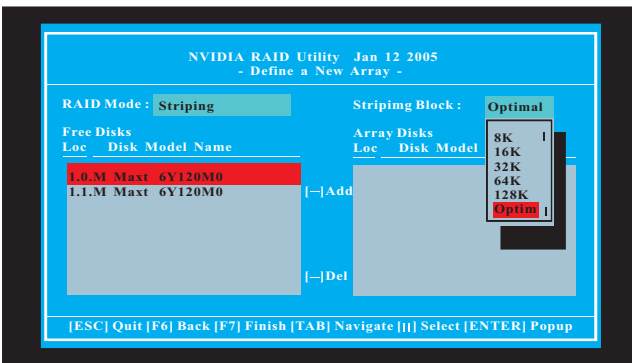 NVIDIA RAID Utility Jan 12 2005
- Define a New Array -
RAID Mode : Striping
Stripimg Block : Optimal
Free Disks
Loc Disk Model Name
Array Disks
Loc Disk Model
8K
16K
32K
64K
128K
Optim
1.0.M Maxt 6Y120M0
1.1.M Maxt 6Y120M0
[--]Add
[--]Del
[ESC] Quit [F6] Back [F7] Finish [TAB] Navigate [||] Select [ENTER] Popup